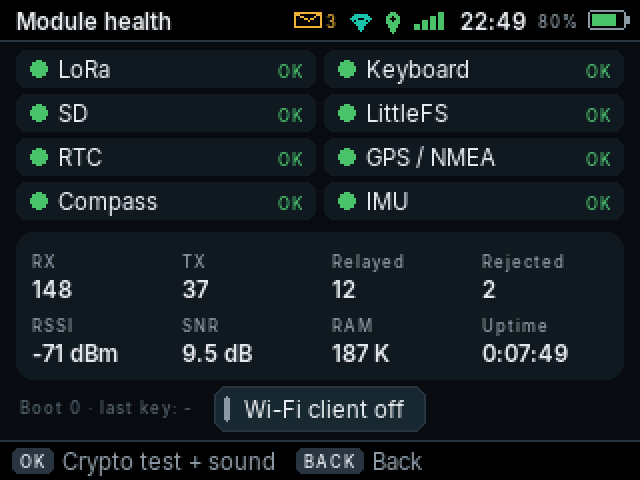 Module health 3 22:49 80%
LoRa OK Keyboard OK
SD OK LittleFS OK
RTC OK GPS / NMEA OK
Compass OK IMU OK
RX TX Relayed Rejected
148 37 12 2
RSSI SNR RAM Uptime
-71 dBm 9.5 dB 187 K 0:07:49
Boot 0 · last key: - Wi-Fi client off
OK Crypto test + sound BACK Back